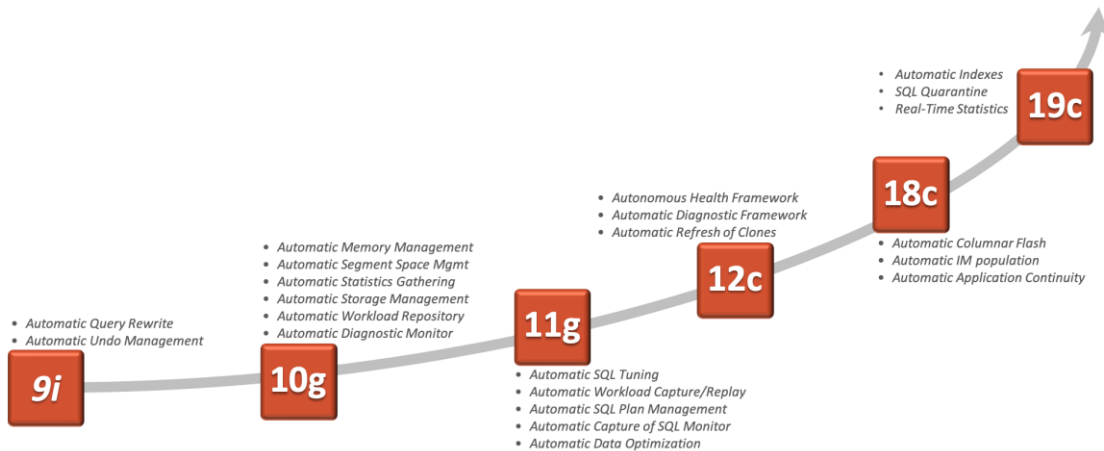 • Automatic Query Rewrite
• Automatic Undo Management
9i
• Automatic Memory Management
• Automatic Segment Space Mgmt
• Automatic Statistics Gathering
• Automatic Storage Management
• Automatic Workload Repository
• Automatic Diagnostic Monitor
10g
11g
• Automatic SQL Tuning
• Automatic Workload Capture/Replay
• Automatic SQL Plan Management
• Automatic Capture of SQL Monitor
• Automatic Data Optimization
• Autonomous Health Framework
• Automatic Diagnostic Framework
• Automatic Refresh of Clones
12c
18c
• Automatic Columnar Flash
• Automatic IM population
• Automatic Application Continuity
• Automatic Indexes
• SQL Quarantine
• Real-Time Statistics
19c